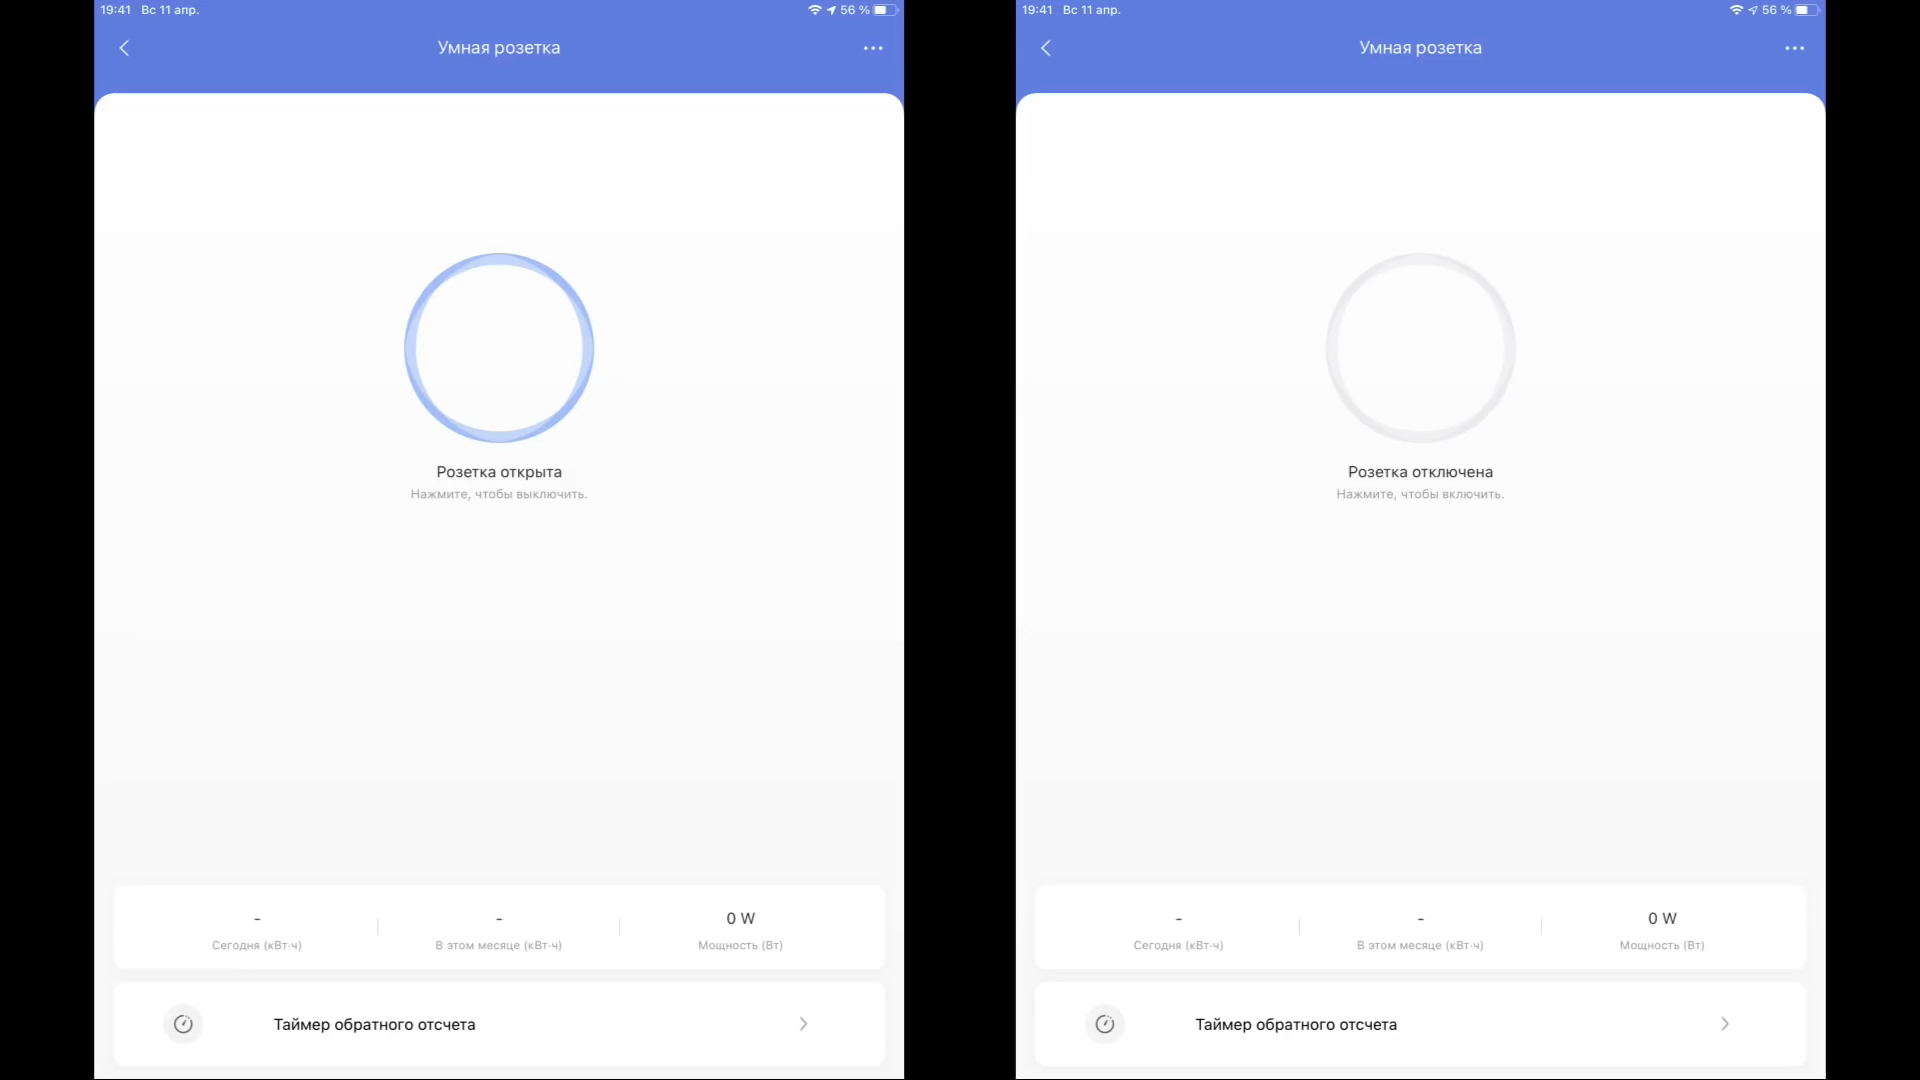 19:41 Вс 11 апр.
56 %
Умная розетка
Розетка открыта
Нажмите, чтобы выключить.
-
-
0 W
Сегодня (кВт·ч)
В этом месяце (кВт·ч)
Мощность (Вт)
Таймер обратного отсчета
19:41 Вс 11 апр.
56 %
Умная розетка
Розетка отключена
Нажмите, чтобы включить.
-
-
0 W
Сегодня (кВт·ч)
В этом месяце (кВт·ч)
Мощность (Вт)
Таймер обратного отсчета